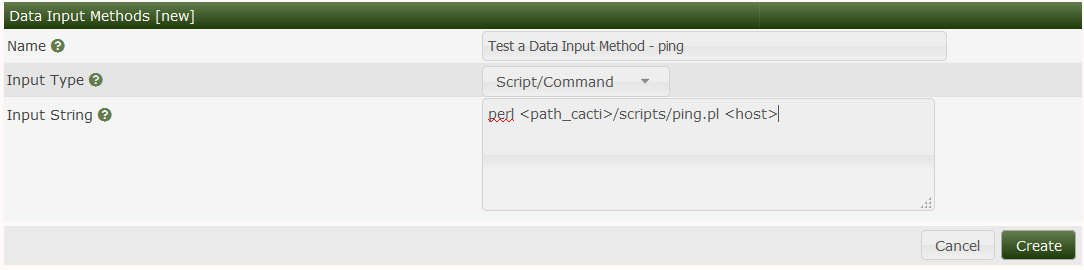 Data Input Methods [new]
Name ?
Test a Data Input Method - ping
Input Type ?
Script/Command
Input String ?
perl <path_cacti>/scripts/ping.pl <host>
Cancel
Create